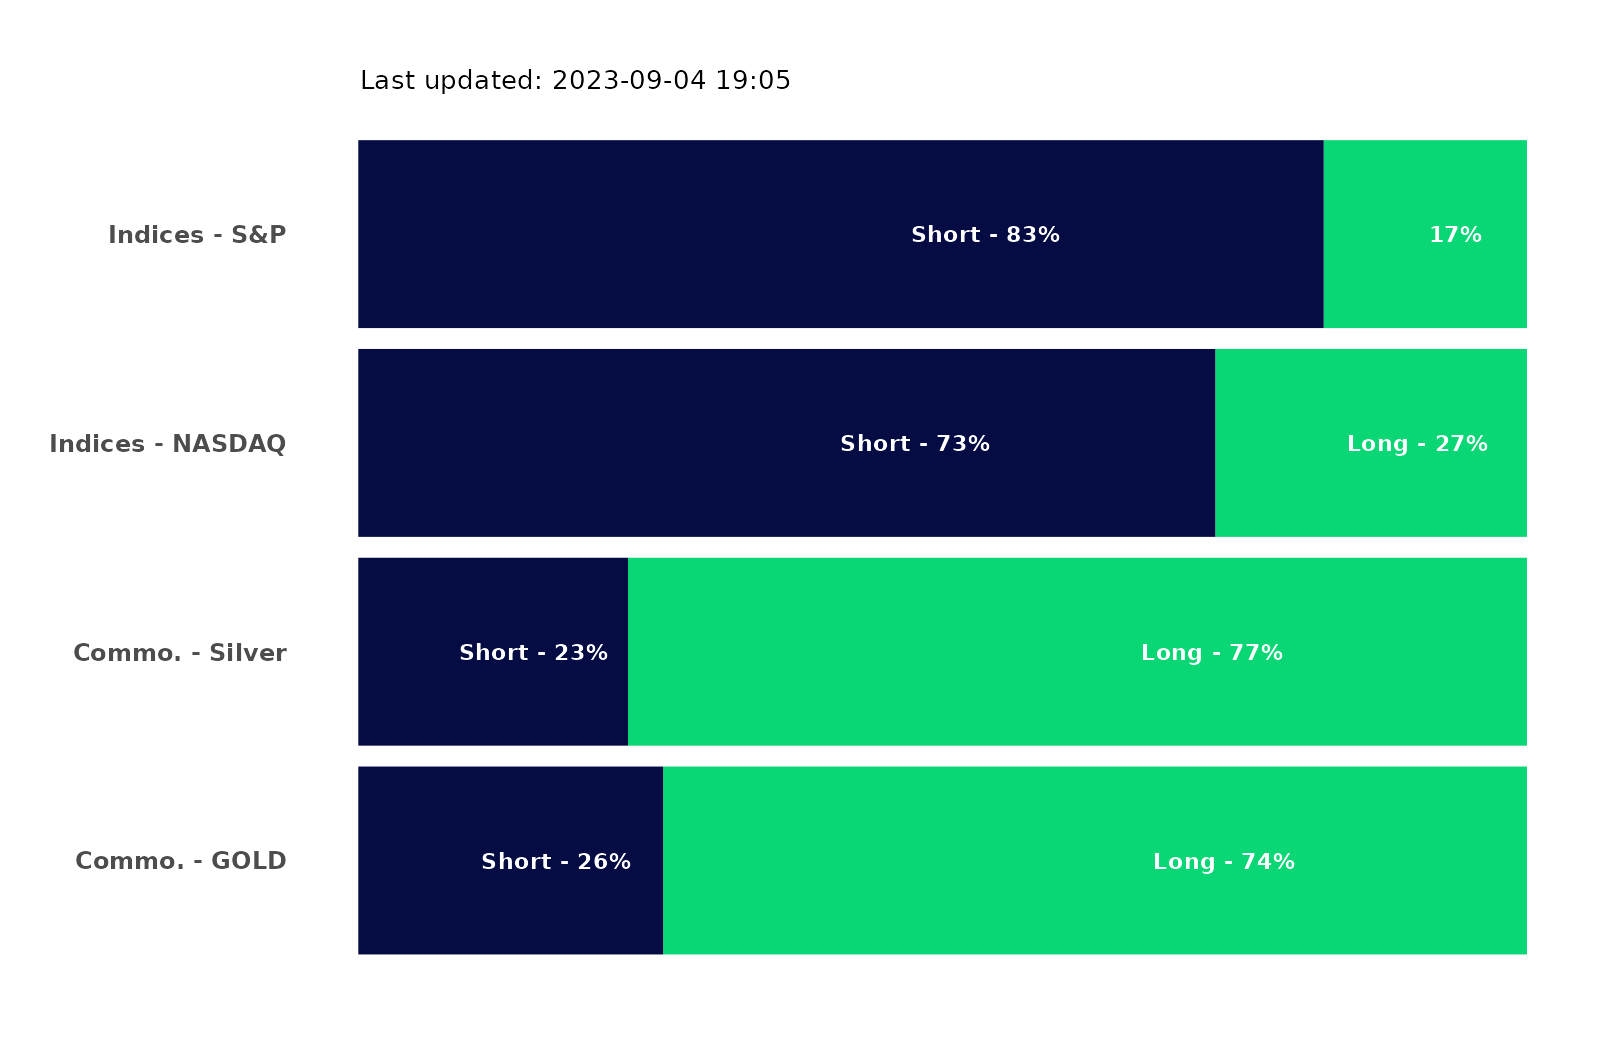 Last updated: 2023-09-04 19:05
Indices - S&P
Short - 83%
17%
Indices - NASDAQ
Short - 73%
Long - 27%
Commo. - Silver
Short - 23%
Long - 77%
Commo. - GOLD
Short - 26%
Long - 74%